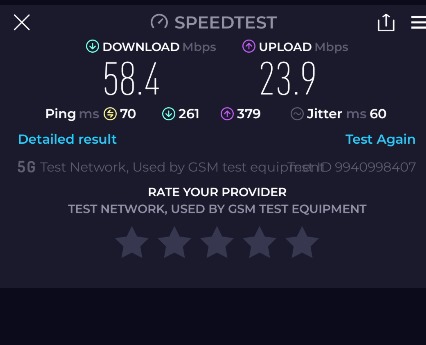 SPEEDTEST
DOWNLOAD Mbps UPLOAD Mbps
58.4 23.9
Ping ms 70 261 379 Jitter ms 60
Detailed result Test Again
5G Test Network, Used by GSM test equipment Test ID 9940998407
RATE YOUR PROVIDER
TEST NETWORK, USED BY GSM TEST EQUIPMENT